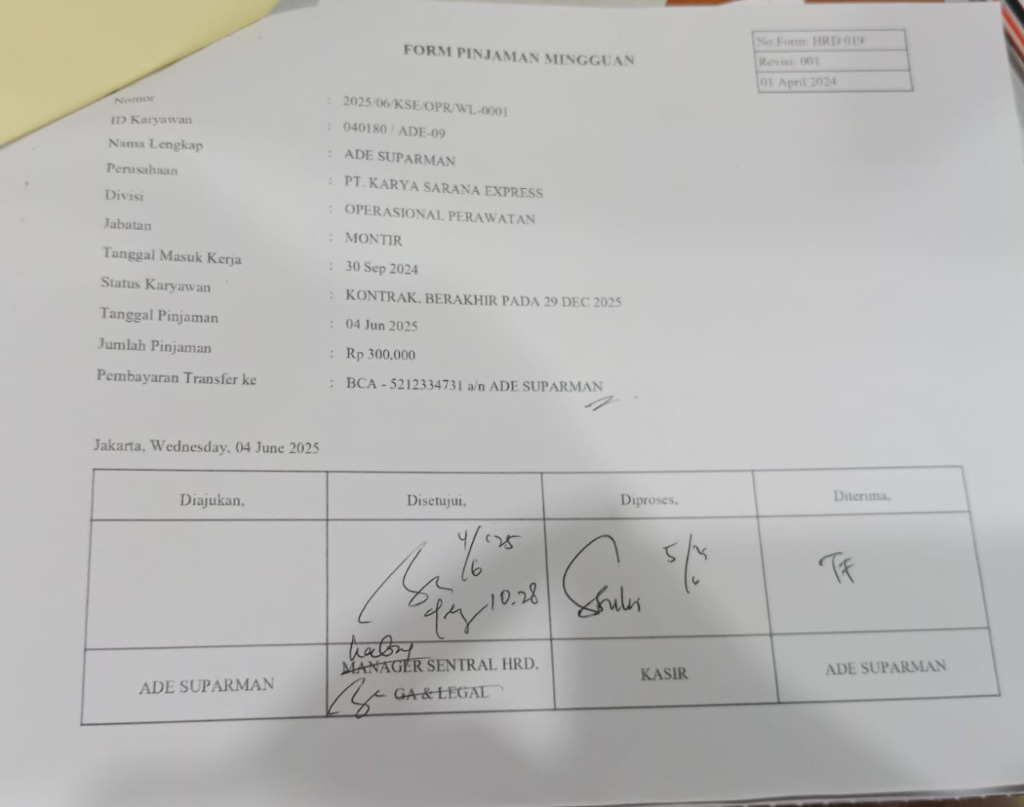 FORM PINJAMAN MINGGUAN
No.Form: HRD 019
Revisi: 001
01 April 2024
Nomor : 2025/06/KSE/OPR/WL-0001
ID Karyawan : 040180 / ADE-09
Nama Lengkap : ADE SUPARMAN
Perusahaan : PT. KARYA SARANA EXPRESS
Divisi : OPERASIONAL PERAWATAN
Jabatan : MONTIR
Tanggal Masuk Kerja : 30 Sep 2024
Status Karyawan : KONTRAK, BERAKHIR PADA 29 DEC 2025
Tanggal Pinjaman : 04 Jun 2025
Jumlah Pinjaman : Rp 300,000
Pembayaran Transfer ke : BCA - 5212334731 a/n ADE SUPARMAN
Jakarta, Wednesday, 04 June 2025
Diajukan, Disetujui, Diproses, Diterima,
4/6 '25 5/6 TF
10.28
MANAGER SENTRAL HRD,
GA & LEGAL
ADE SUPARMAN KASIR ADE SUPARMAN